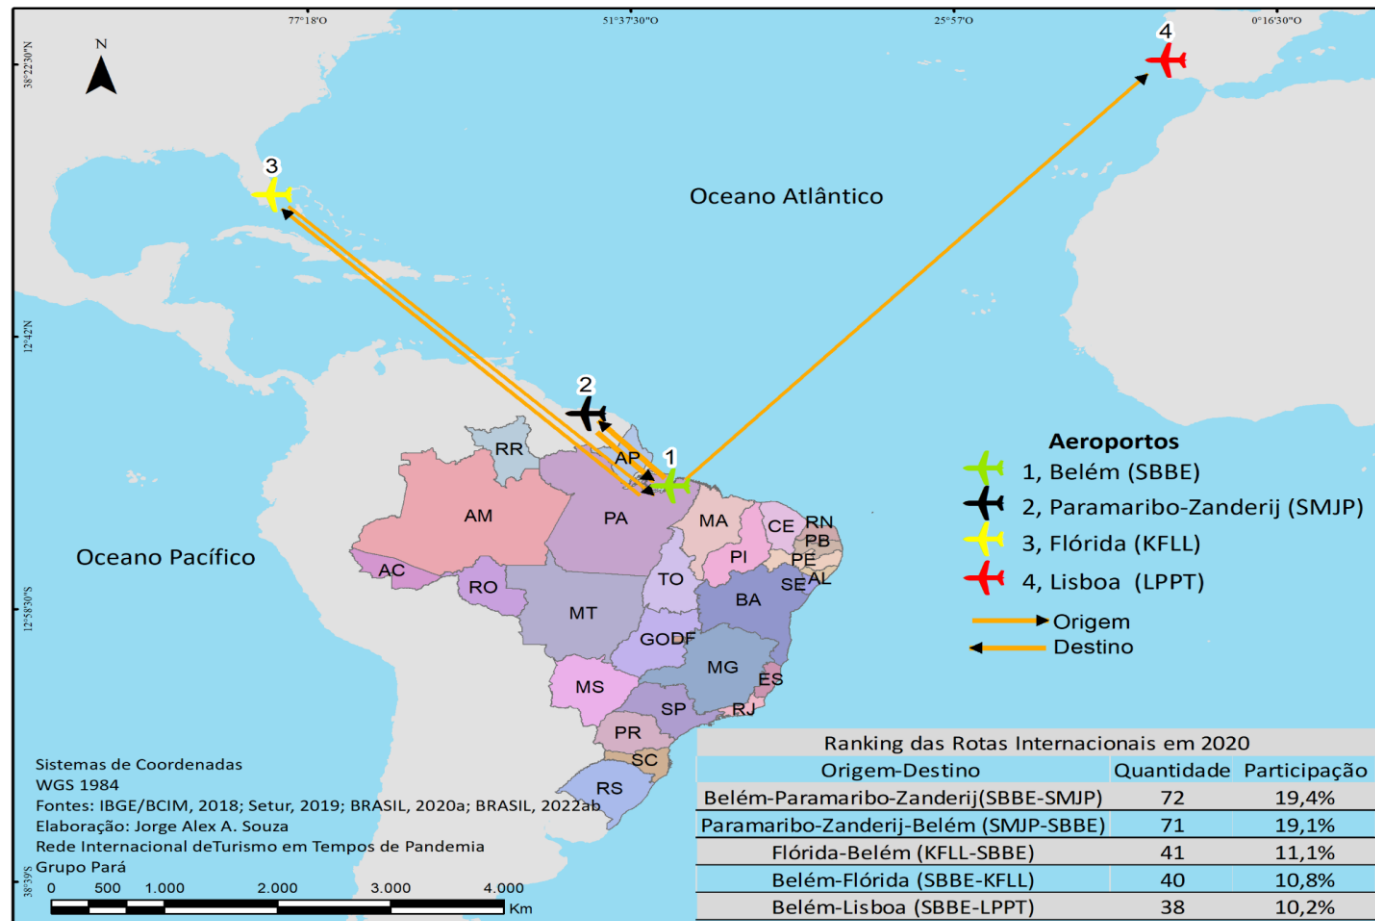 77°18'O 51°37'30"O 25°57'O 0°16'30"O
N
38°22'30"N
4
3
Oceano Atlântico
12°42'N
2
1
RR
AP
AM
PA
MA
CE
RN
PB
PI
PE
AL
SE
AC
RO
TO
BA
MT
GO
DF
MG
ES
MS
SP
RJ
PR
SC
RS
Oceano Pacífico
12°58'30"S
38°39'S
Aeroportos
1, Belém (SBBE)
2, Paramaribo-Zanderij (SMJP)
3, Flórida (KFLL)
4, Lisboa (LPPT)
Origem
Destino
Sistemas de Coordenadas
WGS 1984
Fontes: IBGE/BCIM, 2018; Setur, 2019; BRASIL, 2020a; BRASIL, 2022ab
Elaboração: Jorge Alex A. Souza
Rede Internacional deTurismo em Tempos de Pandemia
Grupo Pará
0 500 1.000 2.000 3.000 4.000
Km
Ranking das Rotas Internacionais em 2020
Origem-Destino Quantidade Participação
Belém-Paramaribo-Zanderij(SBBE-SMJP) 72 19,4%
Paramaribo-Zanderij-Belém (SMJP-SBBE) 71 19,1%
Flórida-Belém (KFLL-SBBE) 41 11,1%
Belém-Flórida (SBBE-KFLL) 40 10,8%
Belém-Lisboa (SBBE-LPPT) 38 10,2%